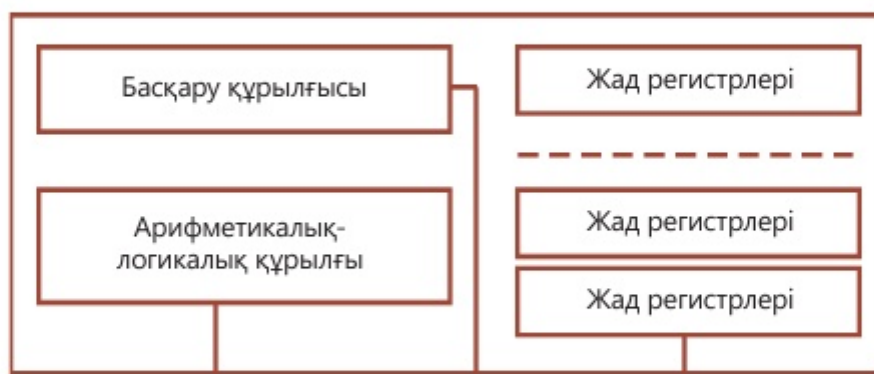 Басқару құрылғысы
Арифметикалық-
логикалық құрылғы
Жад регистрлері
Жад регистрлері
Жад регистрлері